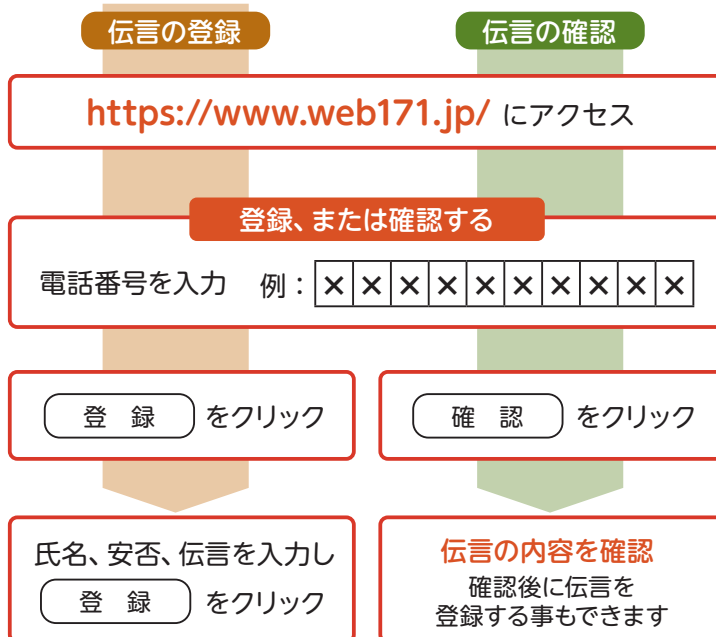 伝言の登録
伝言の確認
https://www.web171.jp/ にアクセス
登録、または確認する
電話番号を入力 例：××××××××××
登 録 をクリック
確 認 をクリック
氏名、安否、伝言を入力し
登 録 をクリック
伝言の内容を確認
確認後に伝言を
登録する事もできます